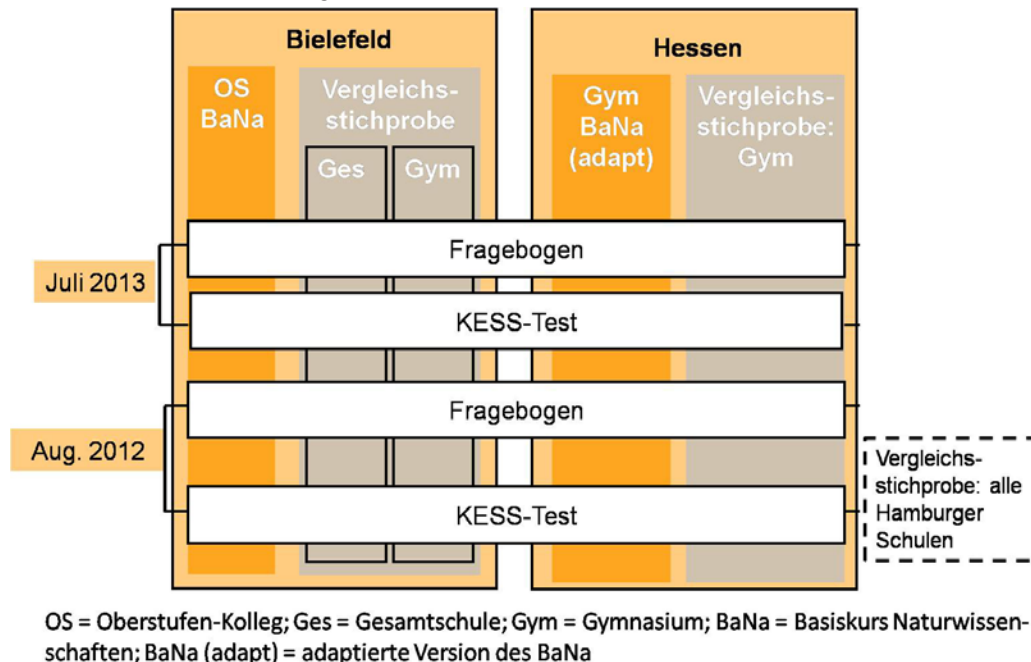 Bielefeld
Hessen
OS
BaNa
Vergleichs-
stichprobe
Ges
Gym
Gym
BaNa
(adapt)
Vergleichs-
stichprobe:
Gym
Juli 2013
Fragebogen
KESS-Test
Aug. 2012
Fragebogen
KESS-Test
Vergleichs-
stichprobe: alle
Hamburger
Schulen
OS = Oberstufen-Kolleg; Ges = Gesamtschule; Gym = Gymnasium; BaNa = Basiskurs Naturwissen-
schaften; BaNa (adapt) = adaptierte Version des BaNa